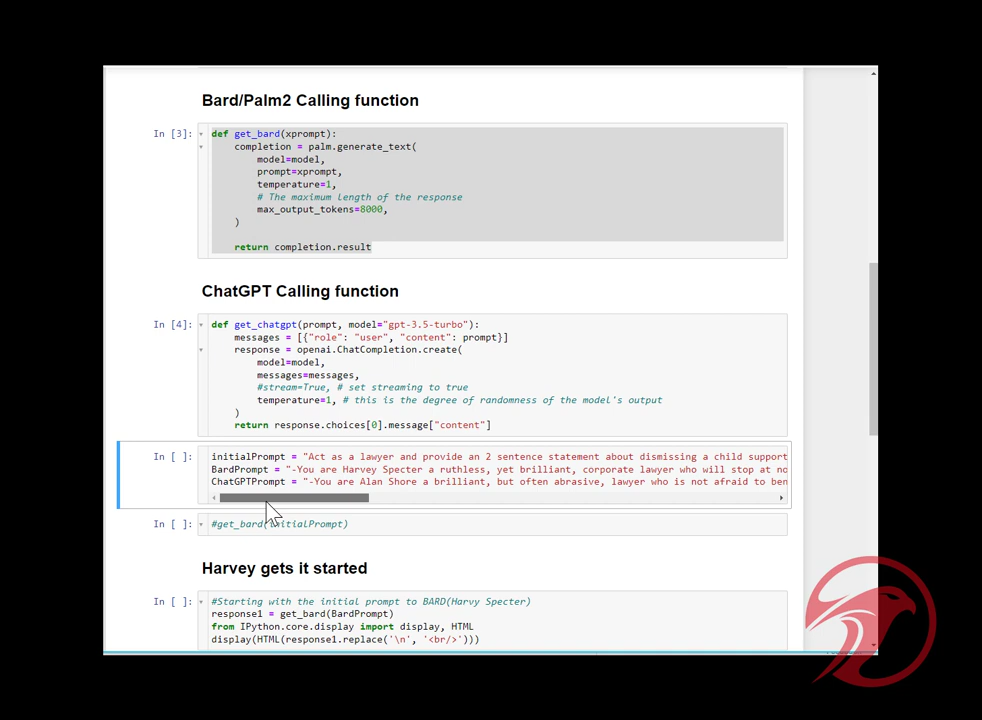 Bard/Palm2 Calling function
In [3]: def get_bard(xprompt):
completion = palm.generate_text(
model=model,
prompt=xprompt,
temperature=1,
# The maximum length of the response
max_output_tokens=8000,
)
return completion.result
ChatGPT Calling function
In [4]: def get_chatgpt(prompt, model="gpt-3.5-turbo"):
messages = [{"role": "user", "content": prompt}]
response = openai.ChatCompletion.create(
model=model,
messages=messages,
#stream=True, # set streaming to true
temperature=1, # this is the degree of randomness of the model's output
)
return response.choices[0].message["content"]
In [ ]: initialPrompt = "Act as a lawyer and provide an 2 sentence statement about dismissing a child support
BardPrompt = "-You are Harvey Specter a ruthless, yet brilliant, corporate lawyer who will stop at no
ChatGPTPrompt = "-You are Alan Shore a brilliant, but often abrasive, lawyer who is not afraid to ben
In [ ]: #get_bard(initialPrompt)
Harvey gets it started
In [ ]: #Starting with the initial prompt to BARD(Harvy Specter)
response1 = get_bard(BardPrompt)
from IPython.core.display import display, HTML
display(HTML(response1.replace('\n', '<br/>')))